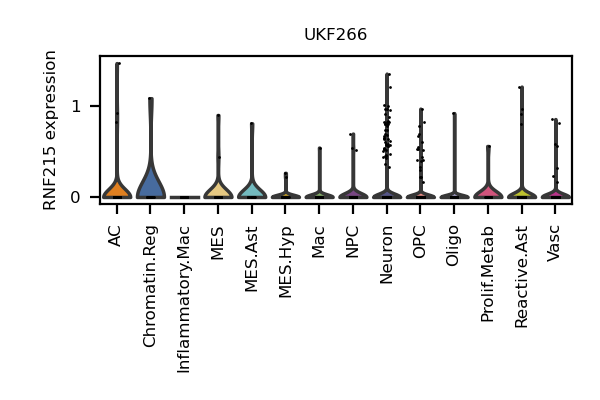 UKF266
RNF215 expression
1
0
AC
Chromatin.Reg
Inflammatory.Mac
MES
MES.Ast
MES.Hyp
Mac
NPC
Neuron
OPC
Oligo
Prolif.Metab
Reactive.Ast
Vasc